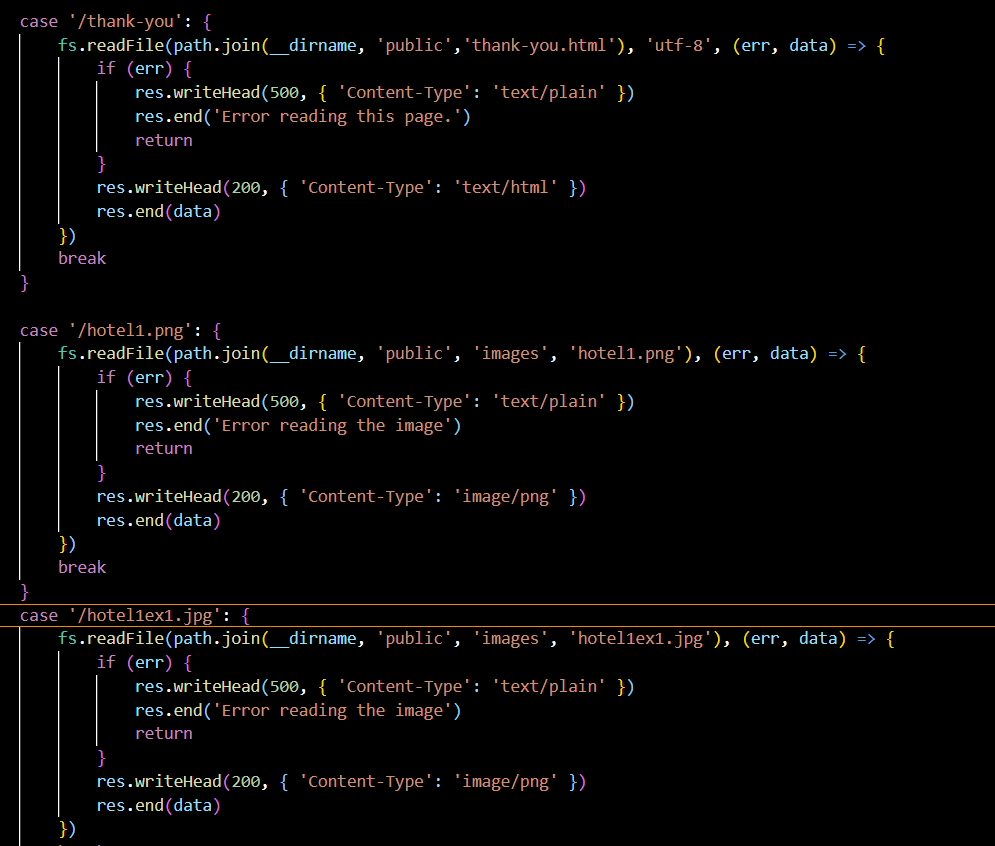 case '/thank-you': {
    fs.readFile(path.join(__dirname, 'public','thank-you.html'), 'utf-8', (err, data) => {
        if (err) {
            res.writeHead(500, { 'Content-Type': 'text/plain' })
            res.end('Error reading this page.')
            return
        }
        res.writeHead(200, { 'Content-Type': 'text/html' })
        res.end(data)
    })
    break
}

case '/hotel1.png': {
    fs.readFile(path.join(__dirname, 'public', 'images', 'hotel1.png'), (err, data) => {
        if (err) {
            res.writeHead(500, { 'Content-Type': 'text/plain' })
            res.end('Error reading the image')
            return
        }
        res.writeHead(200, { 'Content-Type': 'image/png' })
        res.end(data)
    })
    break
}
case '/hotel1ex1.jpg': {
    fs.readFile(path.join(__dirname, 'public', 'images', 'hotel1ex1.jpg'), (err, data) => {
        if (err) {
            res.writeHead(500, { 'Content-Type': 'text/plain' })
            res.end('Error reading the image')
            return
        }
        res.writeHead(200, { 'Content-Type': 'image/png' })
        res.end(data)
    })